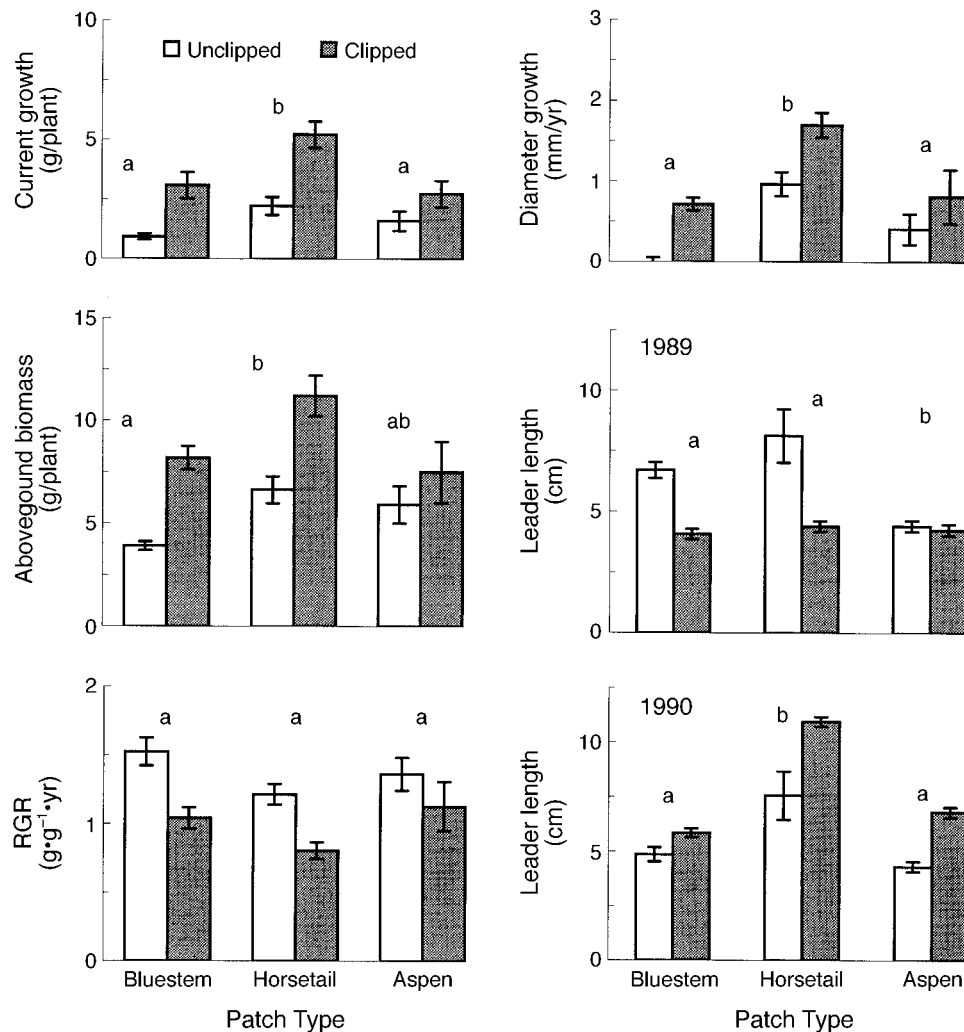 10
5
0
Current growth
(g/plant)
Unclipped
Clipped
a
b
a
3
2
1
0
Diameter growth
(mm/yr)
a
b
a
15
10
5
0
Abovegound biomass
(g/plant)
a
b
ab
10
5
0
Leader length
(cm)
1989
a
a
b
2
1
0
RGR
(g•g⁻¹•yr)
a
a
a
Bluestem
Horsetail
Aspen
Patch Type
10
5
0
Leader length
(cm)
1990
a
b
a
Bluestem
Horsetail
Aspen
Patch Type